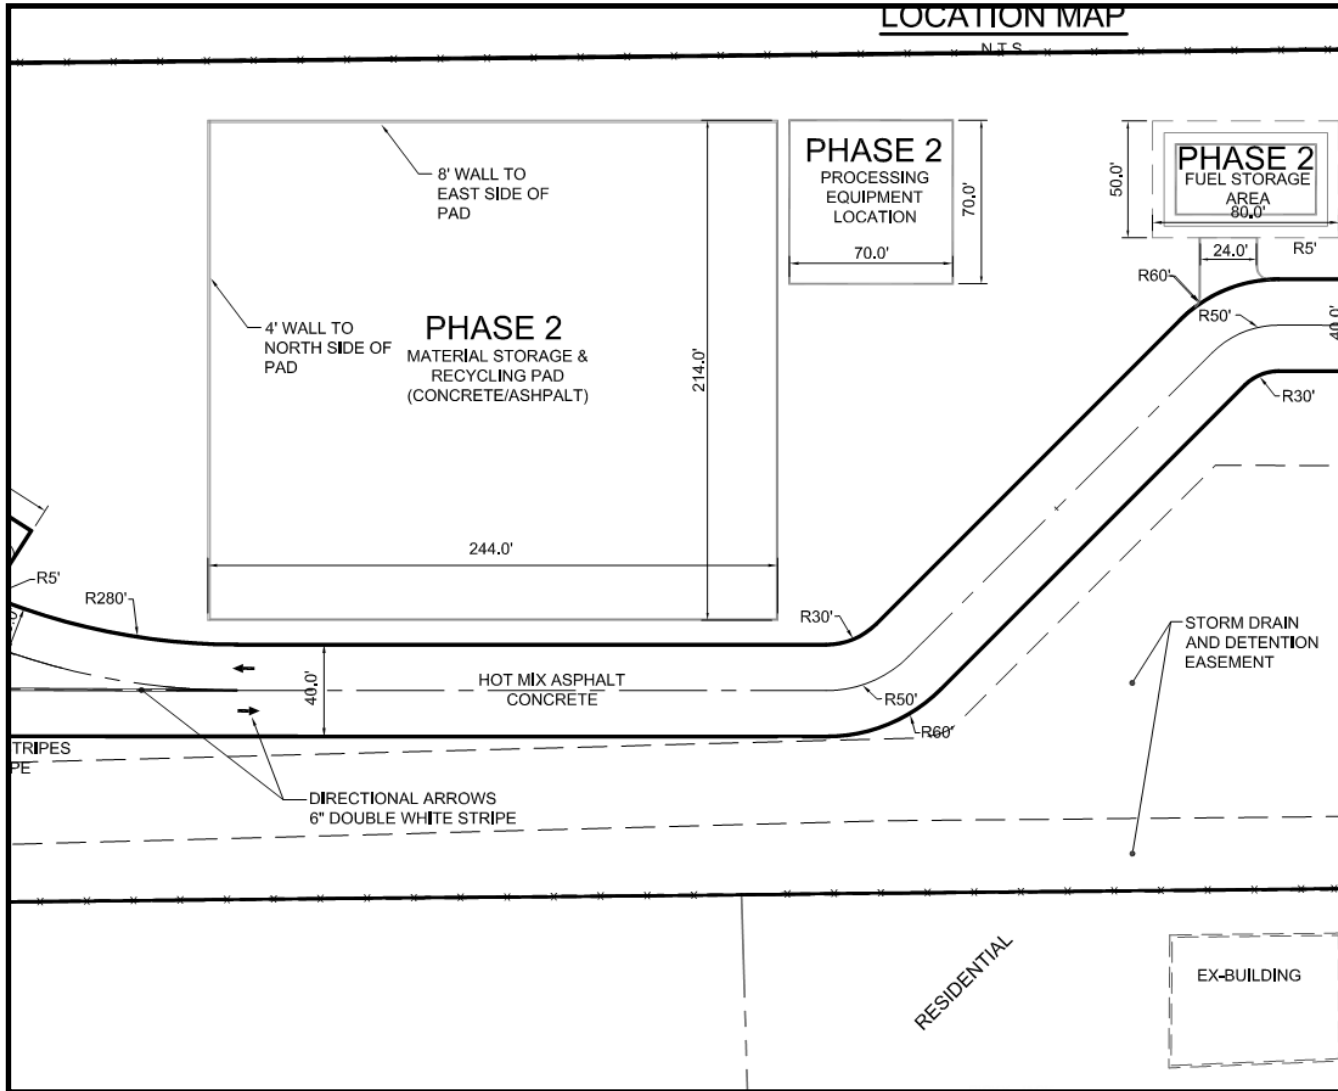 LOCATION MAP
N.T.S.
8' WALL TO
EAST SIDE OF
PAD
4' WALL TO
NORTH SIDE OF
PAD
PHASE 2
MATERIAL STORAGE &
RECYCLING PAD
(CONCRETE/ASHPALT)
214.0'
244.0'
PHASE 2
PROCESSING
EQUIPMENT
LOCATION
70.0'
70.0'
50.0'
PHASE 2
FUEL STORAGE
AREA
80.0'
24.0'
R5'
R60'
R50'
40.0'
R30'
R5'
R280'
R30'
40.0'
HOT MIX ASPHALT
CONCRETE
R50'
R60'
STORM DRAIN
AND DETENTION
EASEMENT
TRIPES
PE
DIRECTIONAL ARROWS
6" DOUBLE WHITE STRIPE
RESIDENTIAL
EX-BUILDING